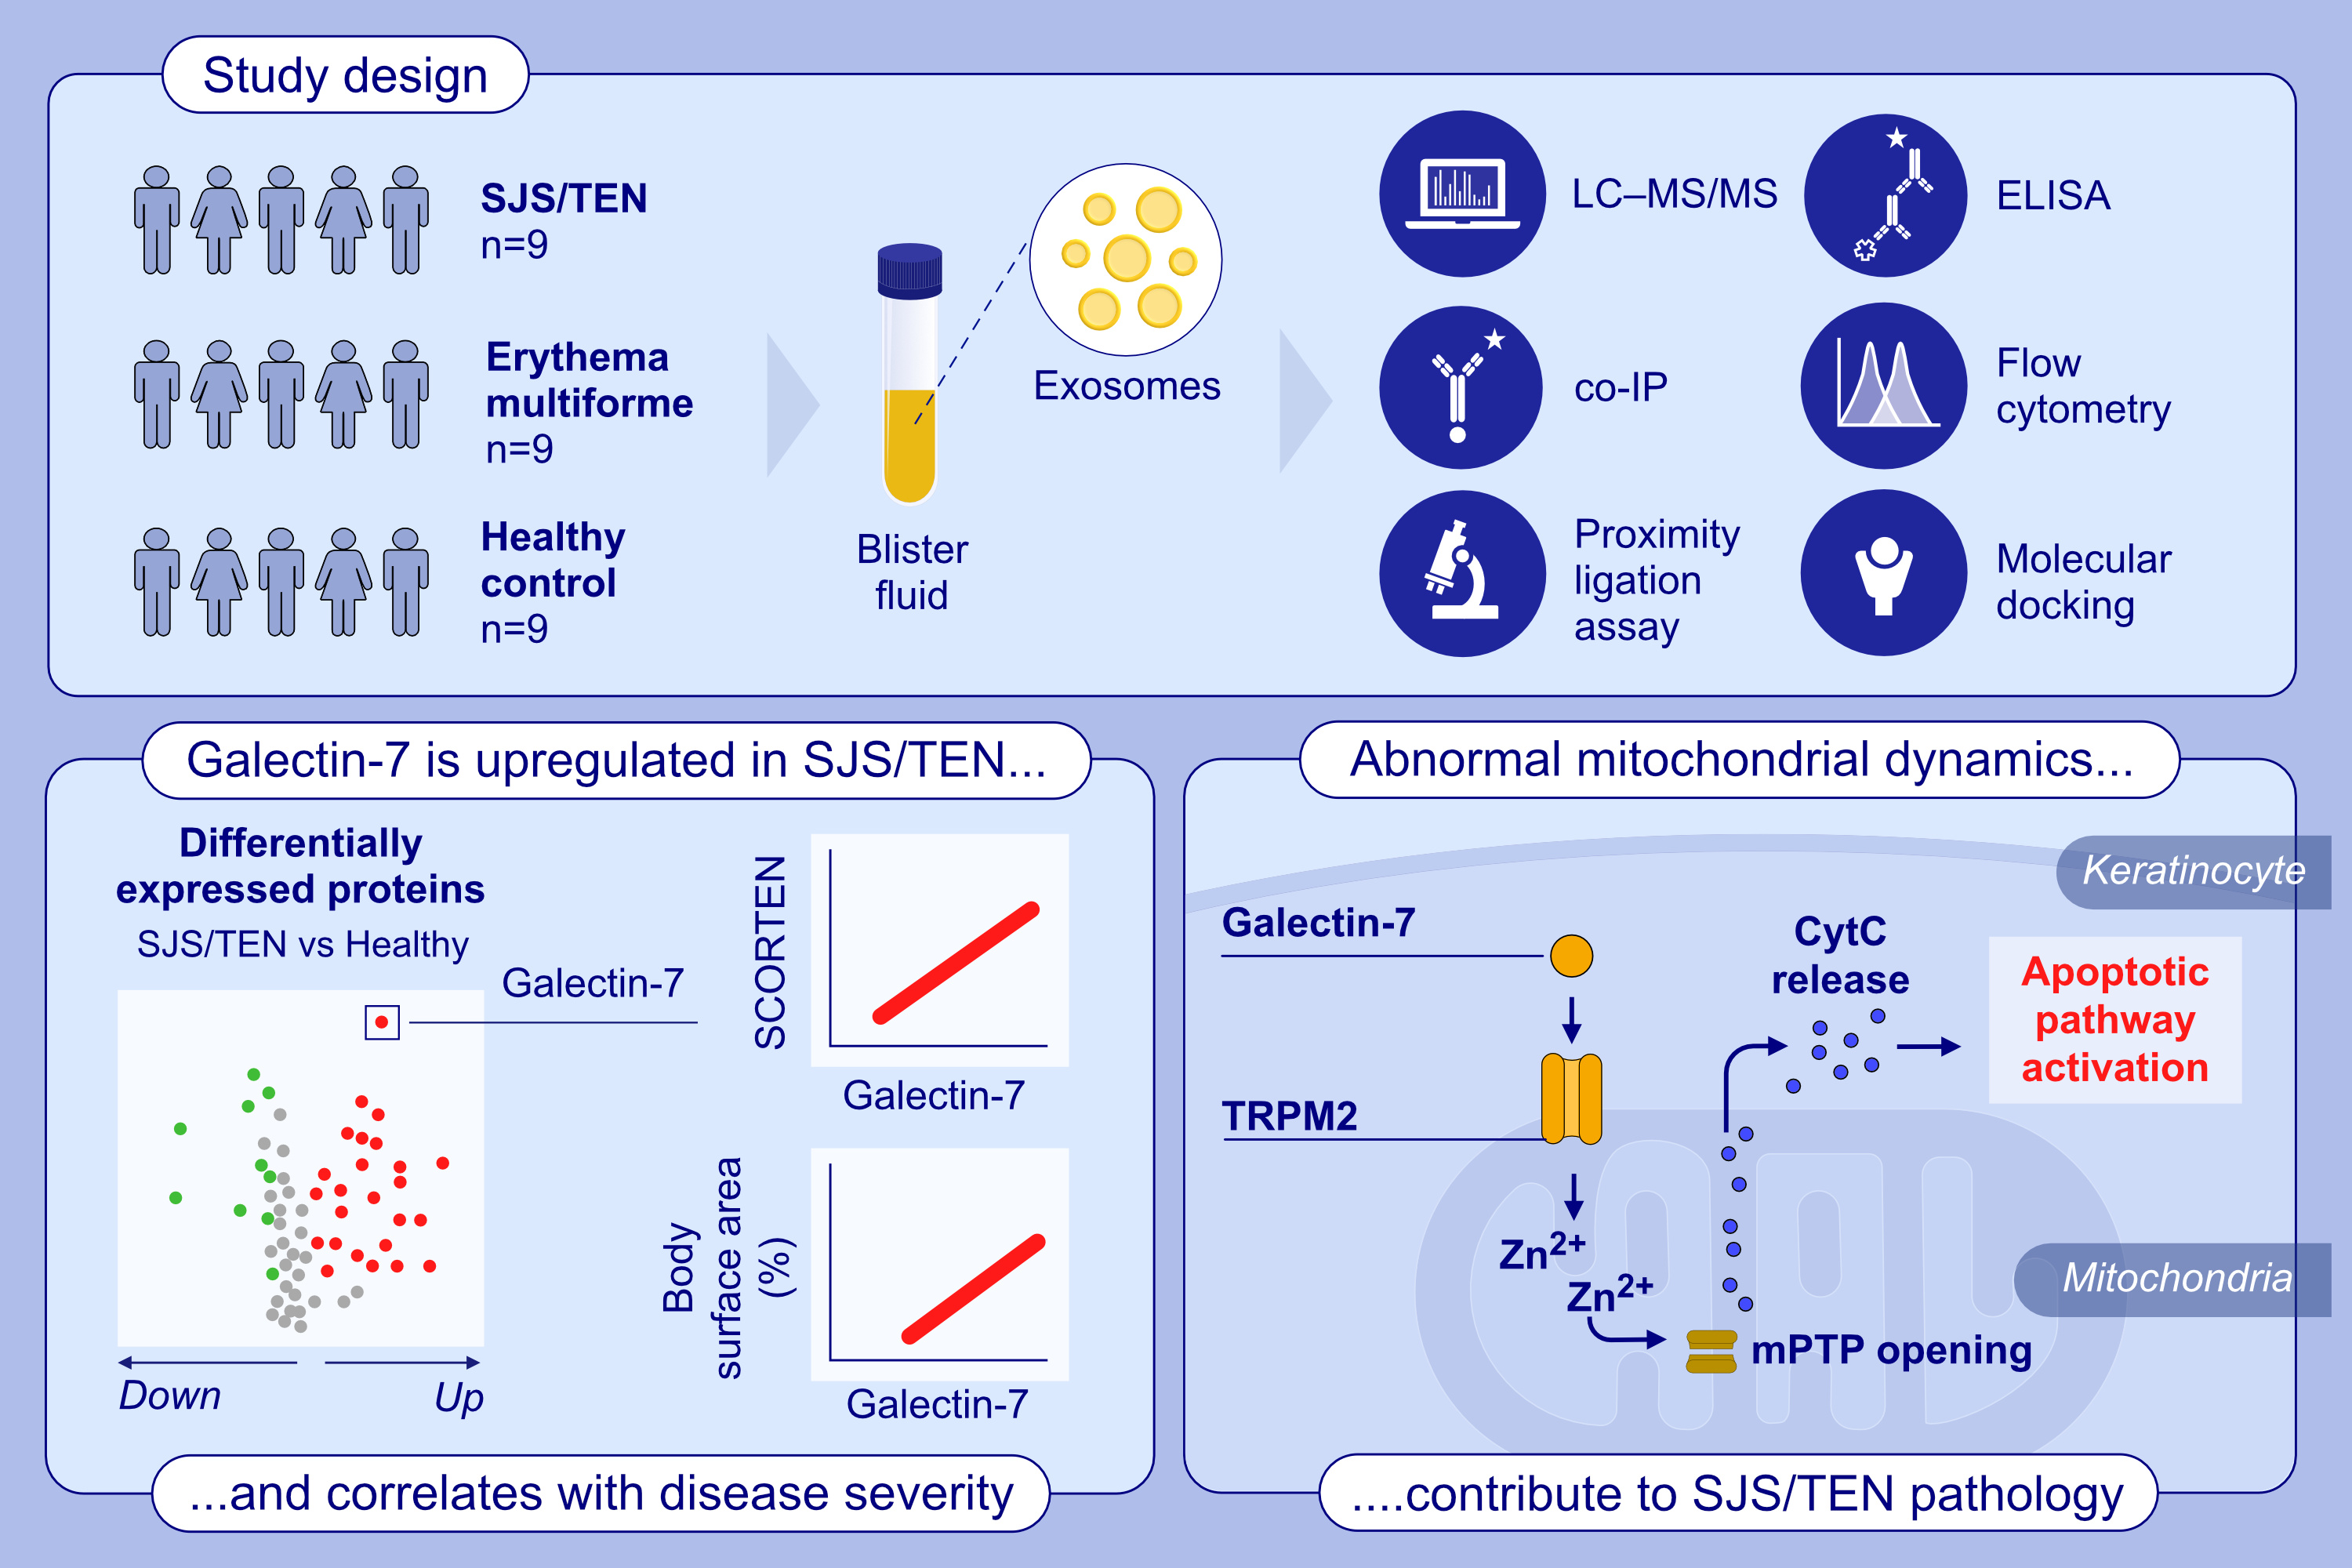 Study design
SJS/TEN
n=9
Erythema
multiforme
n=9
Healthy
control
n=9
Blister
fluid
Exosomes
LC–MS/MS
ELISA
co-IP
Flow
cytometry
Proximity
ligation
assay
Molecular
docking
Galectin-7 is upregulated in SJS/TEN...
Differentially
expressed proteins
SJS/TEN vs Healthy
Galectin-7
Down
Up
SCORTEN
Galectin-7
Body
surface area
(%)
Galectin-7
...and correlates with disease severity
Abnormal mitochondrial dynamics...
Keratinocyte
Galectin-7
TRPM2
Zn2+
Zn2+
mPTP opening
CytC
release
Apoptotic
pathway
activation
Mitochondria
....contribute to SJS/TEN pathology